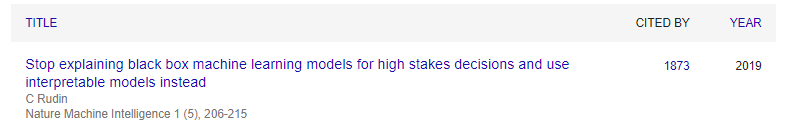 TITLE CITED BY YEAR
Stop explaining black box machine learning models for high stakes decisions and use 1873 2019
interpretable models instead
C Rudin
Nature Machine Intelligence 1 (5), 206-215